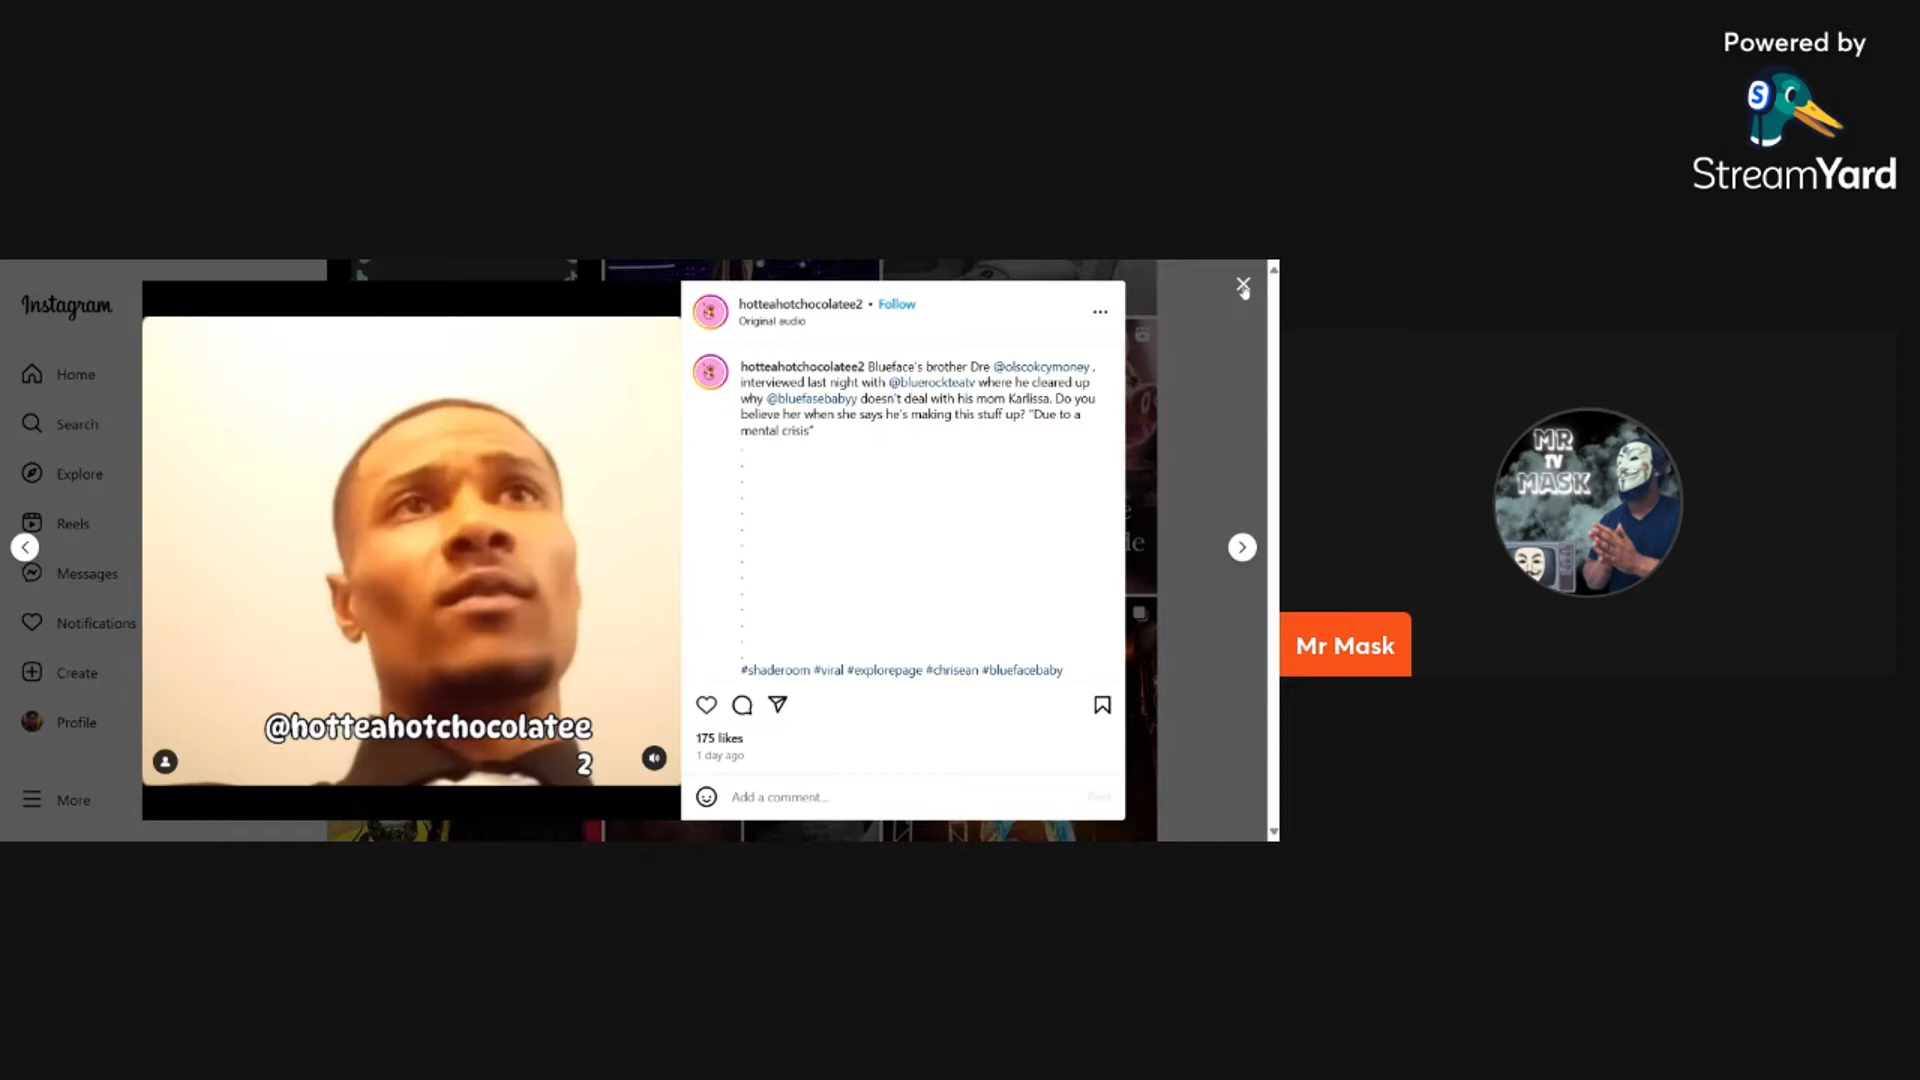 Powered by
StreamYard
Instagram
Home
Search
Explore
Reels
Messages
Notifications
Create
Profile
More
@hotteahotchocolatee
2
hotteahotchocolatee2 • Follow
Original audio
hotteahotchocolatee2 Blueface's brother Dre @olscokcymoney ,
interviewed last night with @bluerockteatv where he cleared up
why @bluefasebabyy doesn't deal with his mom Karlissa. Do you
believe her when she says he's making this stuff up? "Due to a
mental crisis"
.
.
.
.
.
.
.
.
.
.
.
.
.
.
#shaderoom #viral #explorepage #chrisean #bluefacebaby
175 likes
1 day ago
Add a comment...
Post
de
MR
TV
MASK
Mr Mask